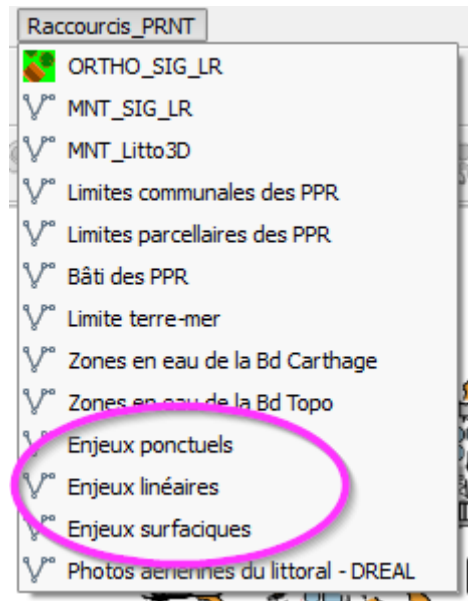 Raccourcis_PRNT
ORTHO_SIG_LR
MNT_SIG_LR
MNT_Litto3D
Limites communales des PPR
Limites parcellaires des PPR
Bâti des PPR
Limite terre-mer
Zones en eau de la Bd Carthage
Zones en eau de la Bd Topo
Enjeux ponctuels
Enjeux linéaires
Enjeux surfaciques
Photos aériennes du littoral - DREAL